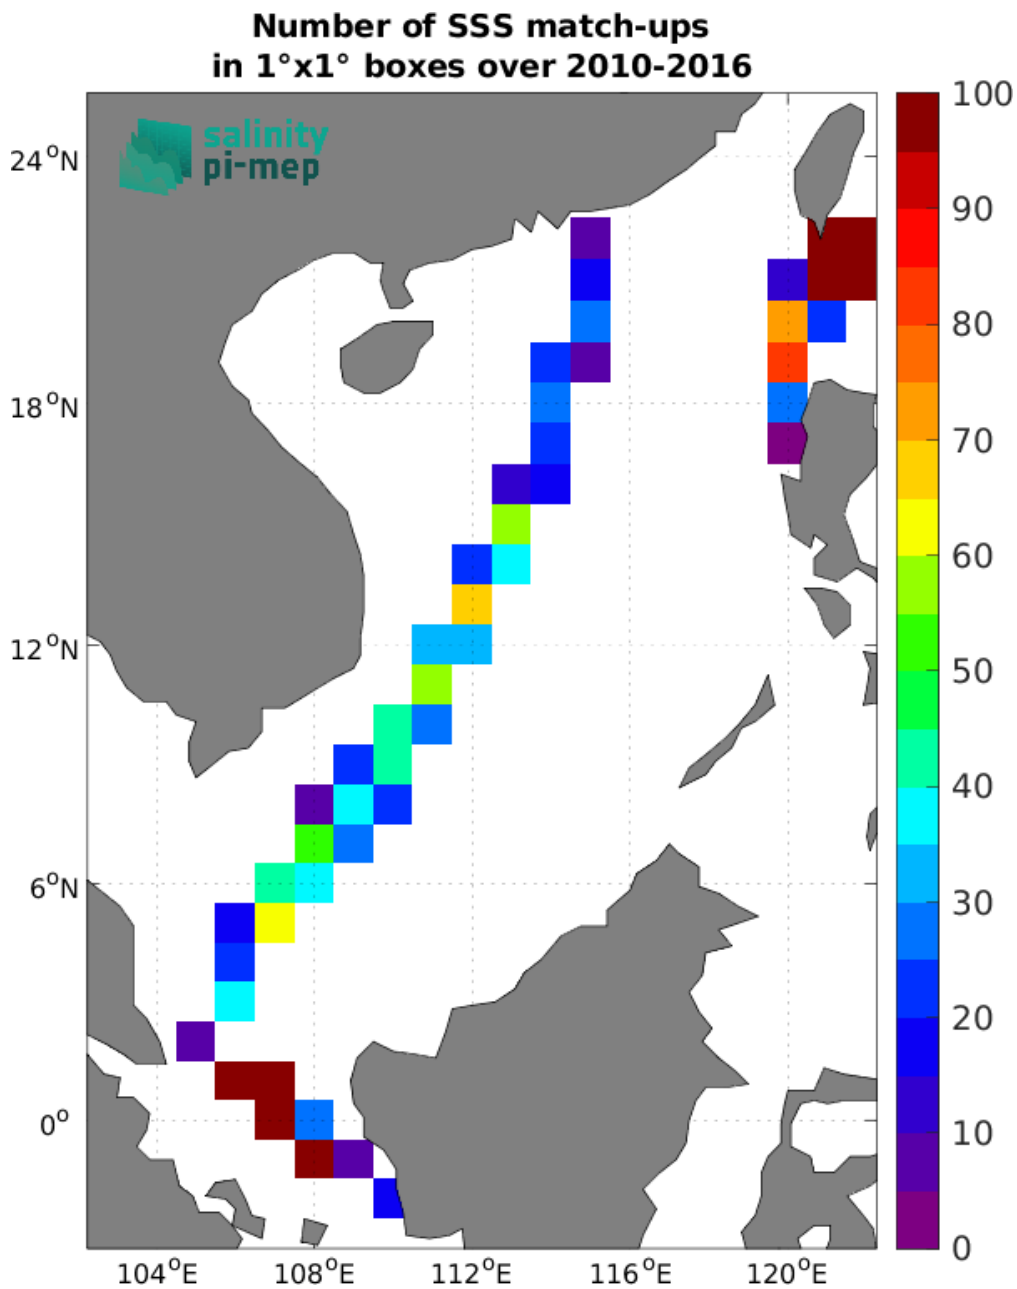 Number of SSS match-ups
in 1°x1° boxes over 2010-2016
salinity
pi-mep
24°N
18°N
12°N
6°N
0°
104°E 108°E 112°E 116°E 120°E
100
90
80
70
60
50
40
30
20
10
0